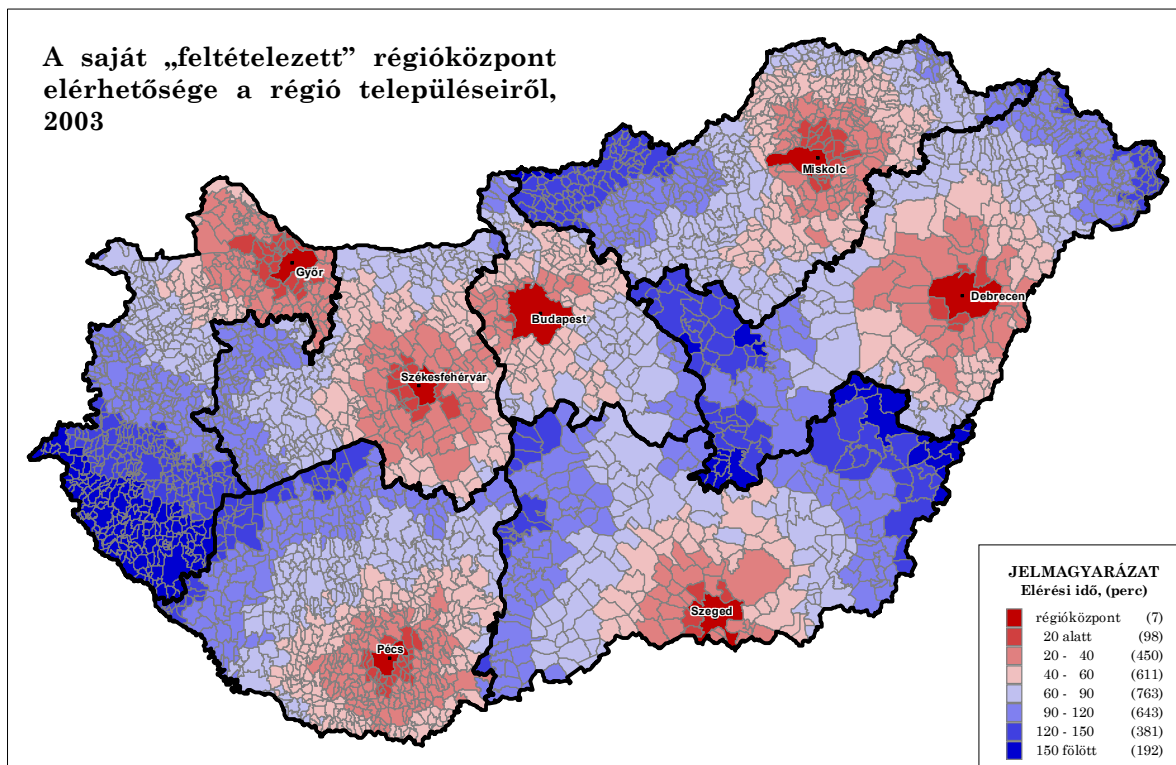 A saját „feltételezett” régióközpont
elérhetősége a régió településeiről,
2003
Miskolc
Győr
Debrecen
Budapest
Székesfehérvár
Szeged
Pécs
JELMAGYARÁZAT
Elérési idő, (perc)
régióközpont (7)
20 alatt (98)
20 - 40 (450)
40 - 60 (611)
60 - 90 (763)
90 - 120 (643)
120 - 150 (381)
150 fölött (192)